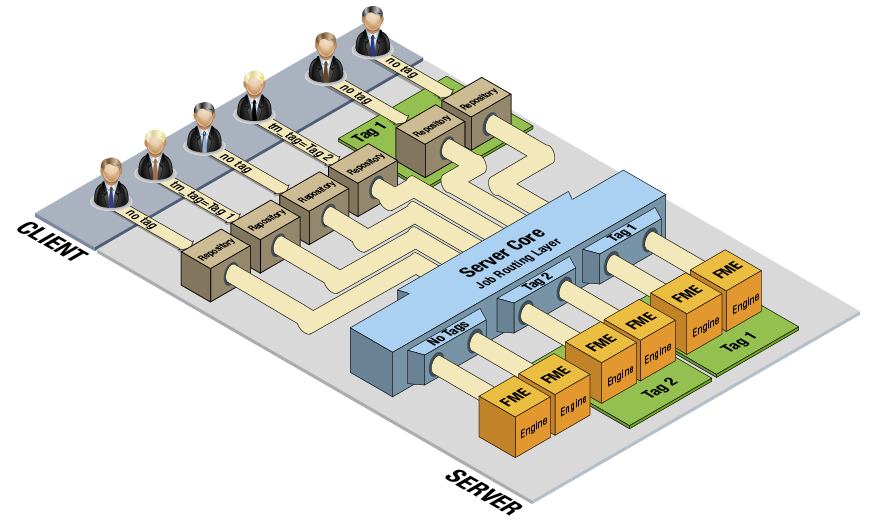 no tag
no tag
tm_tag=Tag 2
no tag
tm_tag=Tag 1
no tag
Tag 1
Repository
Repository
Repository
Repository
Repository
Repository
CLIENT
Server Core
Job Routing Layer
Tag 1
Tag 2
No Tags
FME
Engine
FME
Engine
FME
Engine
FME
Engine
FME
Engine
FME
Engine
Tag 1
Tag 2
SERVER